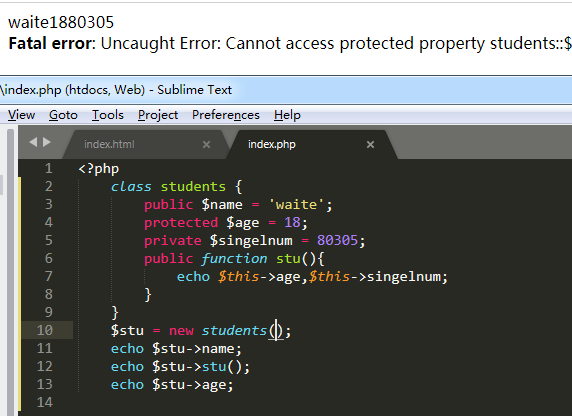 waite1880305
Fatal error: Uncaught Error: Cannot access protected property students::$
\index.php (htdocs, Web) - Sublime Text
View Goto Tools Project Preferences Help
index.html × index.php ×
1 <?php
2 class students {
3 public $name = 'waite';
4 protected $age = 18;
5 private $singelnum = 80305;
6 public function stu(){
7 echo $this->age,$this->singelnum;
8 }
9 }
10 $stu = new students();
11 echo $stu->name;
12 echo $stu->stu();
13 echo $stu->age;
14